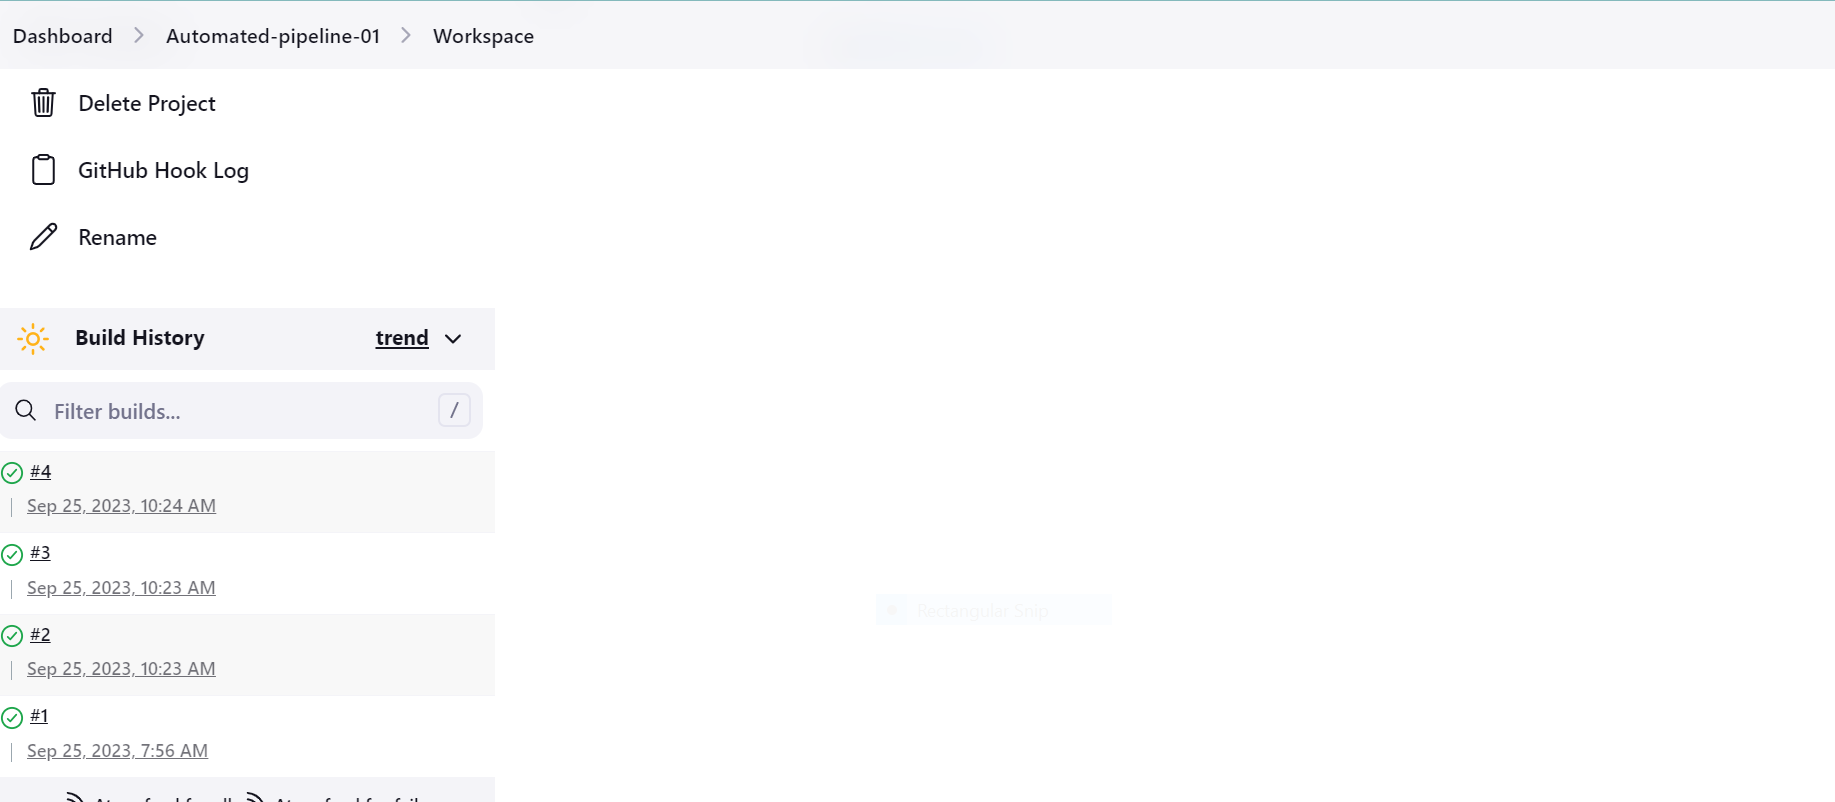 Dashboard > Automated-pipeline-01 > Workspace
Delete Project
GitHub Hook Log
Rename
Build History trend
Filter builds... /
#4
Sep 25, 2023, 10:24 AM
#3
Sep 25, 2023, 10:23 AM
Rectangular Snip
#2
Sep 25, 2023, 10:23 AM
#1
Sep 25, 2023, 7:56 AM